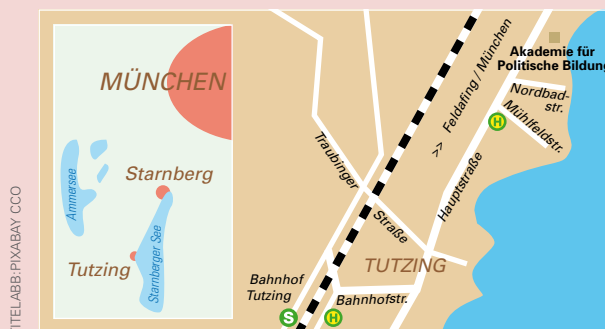 TITELABB: PIXABAY CCO
MÜNCHEN
Ammersee
Starnberg
Starnberger See
Tutzing
Akademie für
Politische Bildung
>> Feldafing / München
Nordbad-
str.
Mühlfeldstr.
H
Traubinger
Straße
Hauptstraße
TUTZING
Bahnhof
Tutzing
Bahnhofstr.
S
H